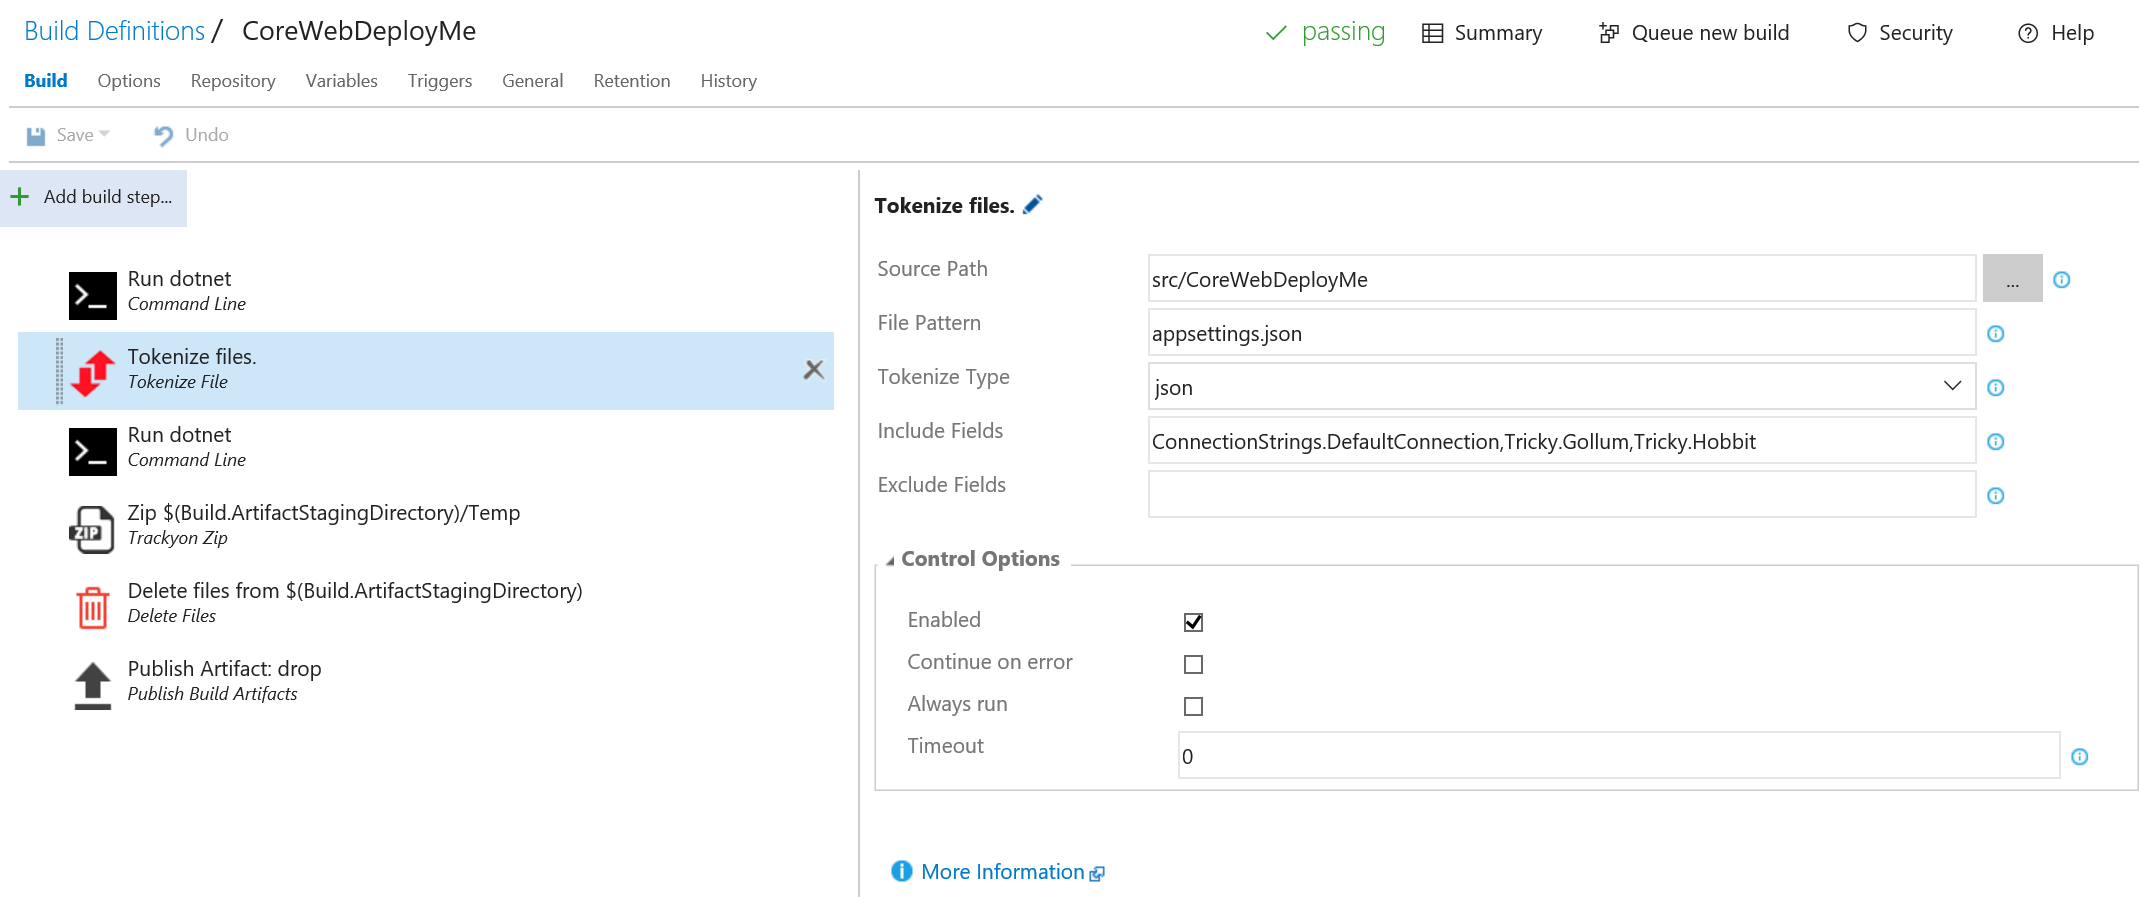 Build Definitions / CoreWebDeployMe
passing Summary Queue new build Security Help
Build Options Repository Variables Triggers General Retention History
Save Undo
Add build step...
Run dotnet
Command Line
Tokenize files.
Tokenize File
Run dotnet
Command Line
ZIP
Zip $(Build.ArtifactStagingDirectory)/Temp
Trackyon Zip
Delete files from $(Build.ArtifactStagingDirectory)
Delete Files
Publish Artifact: drop
Publish Build Artifacts
Tokenize files.
Source Path src/CoreWebDeployMe ...
File Pattern appsettings.json
Tokenize Type json
Include Fields ConnectionStrings.DefaultConnection,Tricky.Gollum,Tricky.Hobbit
Exclude Fields
Control Options
Enabled
Continue on error
Always run
Timeout 0
More Information